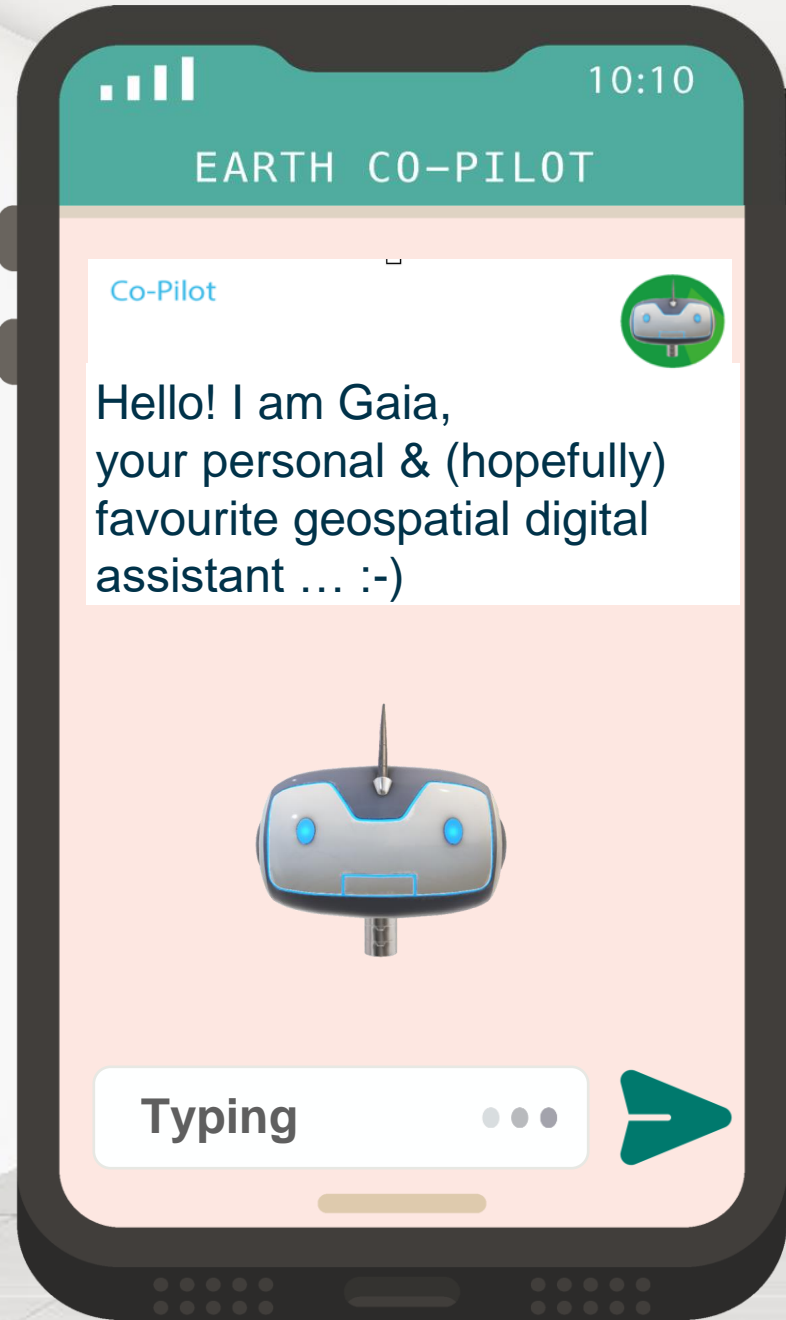 10:10
EARTH CO–PILOT
Co-Pilot
Hello! I am Gaia,
your personal & (hopefully)
favourite geospatial digital
assistant … :-)
Typing